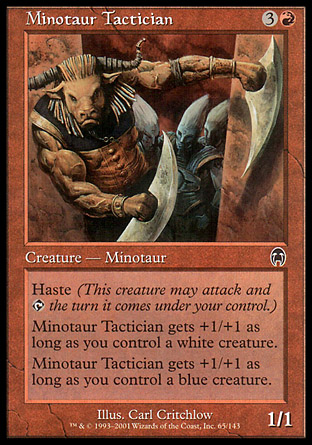 Minotaur Tactician 3
Creature — Minotaur
Haste (This creature may attack and
the turn it comes under your control.)
Minotaur Tactician gets +1/+1 as
long as you control a white creature.
Minotaur Tactician gets +1/+1 as
long as you control a blue creature.
Illus. Carl Critchlow
™ & © 1993-2001 Wizards of the Coast, Inc. 65/143
1/1